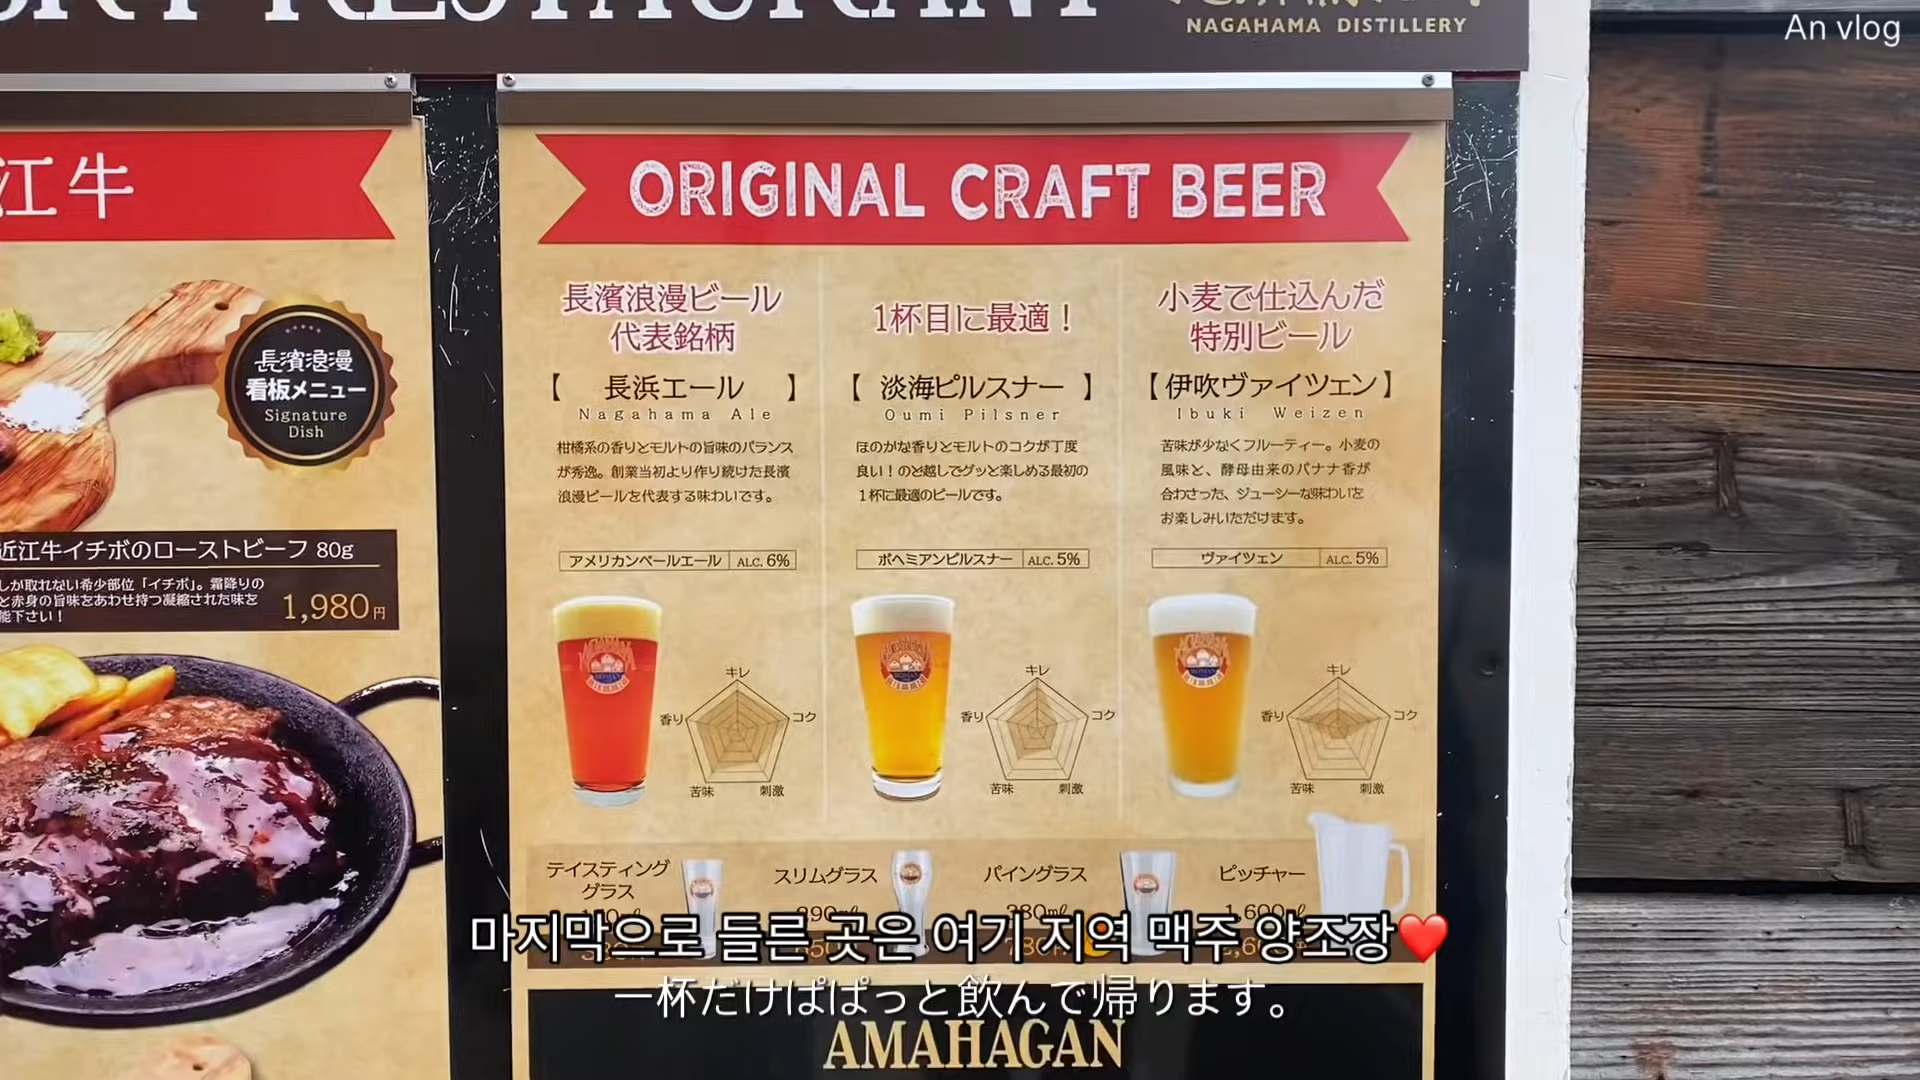 An vlog
NAGAHAMA DISTILLERY
江牛
長濱浪漫
看板メニュー
Signature
Dish
近江牛イチボのローストビーフ 80g
しか取れない希少部位「イチボ」。霜降りの
と赤身の旨味をあわせ持つ凝縮された味を
能下さい!
1,980円
ORIGINAL CRAFT BEER
長濱浪漫ビール
代表銘柄
【 長浜エール 】
Nagahama Ale
柑橘系の香りとモルトの旨味のバランス
が秀逸。創業当初より作り続けた長濱
浪漫ビールを代表する味わいです。
アメリカンペールエール ALC. 6%
キレ
香り
コク
苦味
刺激
1杯目に最適!
【 淡海ピルスナー 】
Oumi Pilsner
ほのかな香りとモルトのコクが丁度
良い!のど越しでグッと楽しめる最初の
1杯に最適のビールです。
ボヘミアンピルスナー ALC. 5%
キレ
香り
コク
苦味
刺激
小麦で仕込んだ
特別ビール
【伊吹ヴァイツェン】
Ibuki Weizen
苦味が少なくフルーティー。小麦の
風味と、酵母由来のバナナ香が
合わさった、ジューシーな味わいを
お楽しみいただけます。
ヴァイツェン ALC. 5%
キレ
香り
コク
苦味
刺激
テイスティング
グラス
スリムグラス
パイングラス
380㎖
ピッチャー
1,600㎖
마지막으로 들른 곳은 여기 지역 맥주 양조장❤️
一杯だけぱぱっと飲んで帰ります。
AMAHAGAN